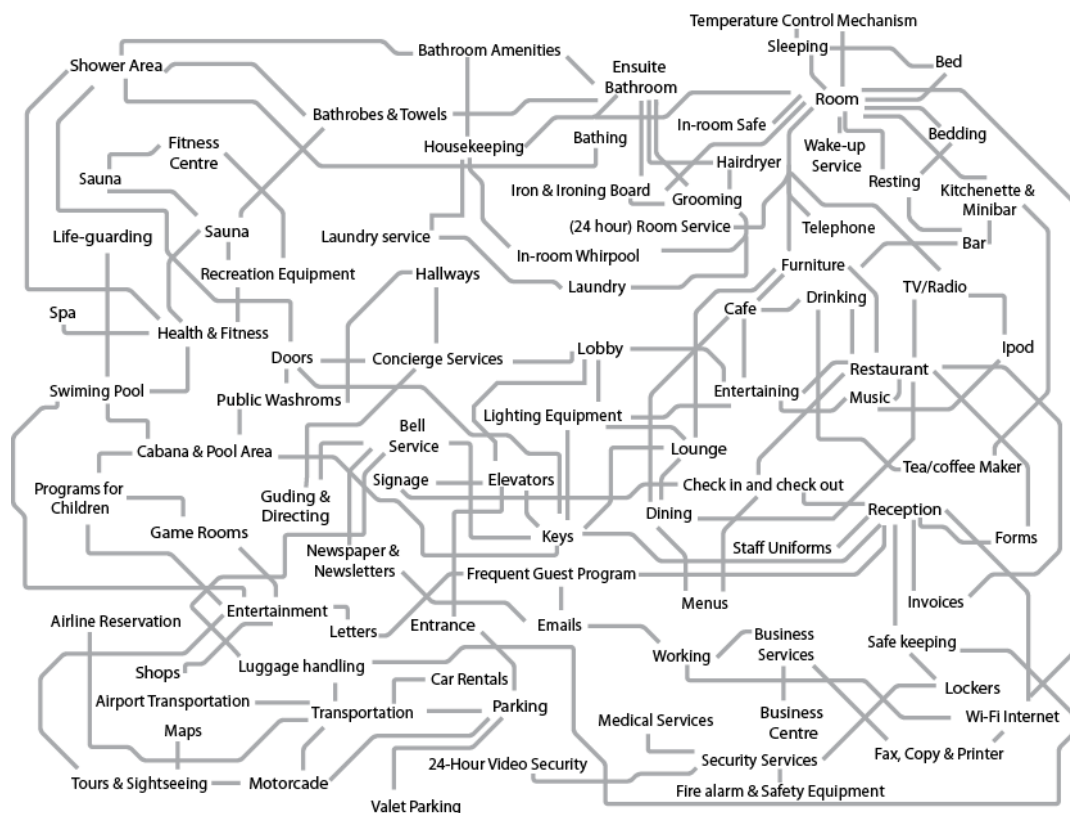 Temperature Control Mechanism
Sleeping
Bathroom Amenities
Shower Area
Bed
Ensuite
Bathroom
Room
Bathrobes & Towels
In-room Safe
Bathing
Wake-up
Service
Bedding
Housekeeping
Fitness
Centre
Hairdryer
Sauna
Resting
Iron & Ironing Board
Grooming
Kitchenette &
Minibar
Life-guarding
Sauna
Laundry service
(24 hour) Room Service
Telephone
Bar
In-room Whirpool
Recreation Equipment
Hallways
Furniture
Laundry
TV/Radio
Spa
Cafe
Drinking
Health & Fitness
Doors
Concierge Services
Lobby
Ipod
Restaurant
Swiming Pool
Public Washroms
Entertaining
Music
Lighting Equipment
Bell
Service
Cabana & Pool Area
Lounge
Tea/coffee Maker
Signage
Elevators
Check in and check out
Programs for
Children
Guding &
Directing
Dining
Reception
Game Rooms
Keys
Staff Uniforms
Forms
Newspaper &
Newsletters
Frequent Guest Program
Menus
Invoices
Entertainment
Airline Reservation
Letters
Entrance
Emails
Business
Services
Safe keeping
Working
Shops
Luggage handling
Car Rentals
Lockers
Airport Transportation
Transportation
Parking
Medical Services
Business
Centre
Wi-Fi Internet
Maps
Fax, Copy & Printer
24-Hour Video Security
Security Services
Tours & Sightseeing
Motorcade
Fire alarm & Safety Equipment
Valet Parking